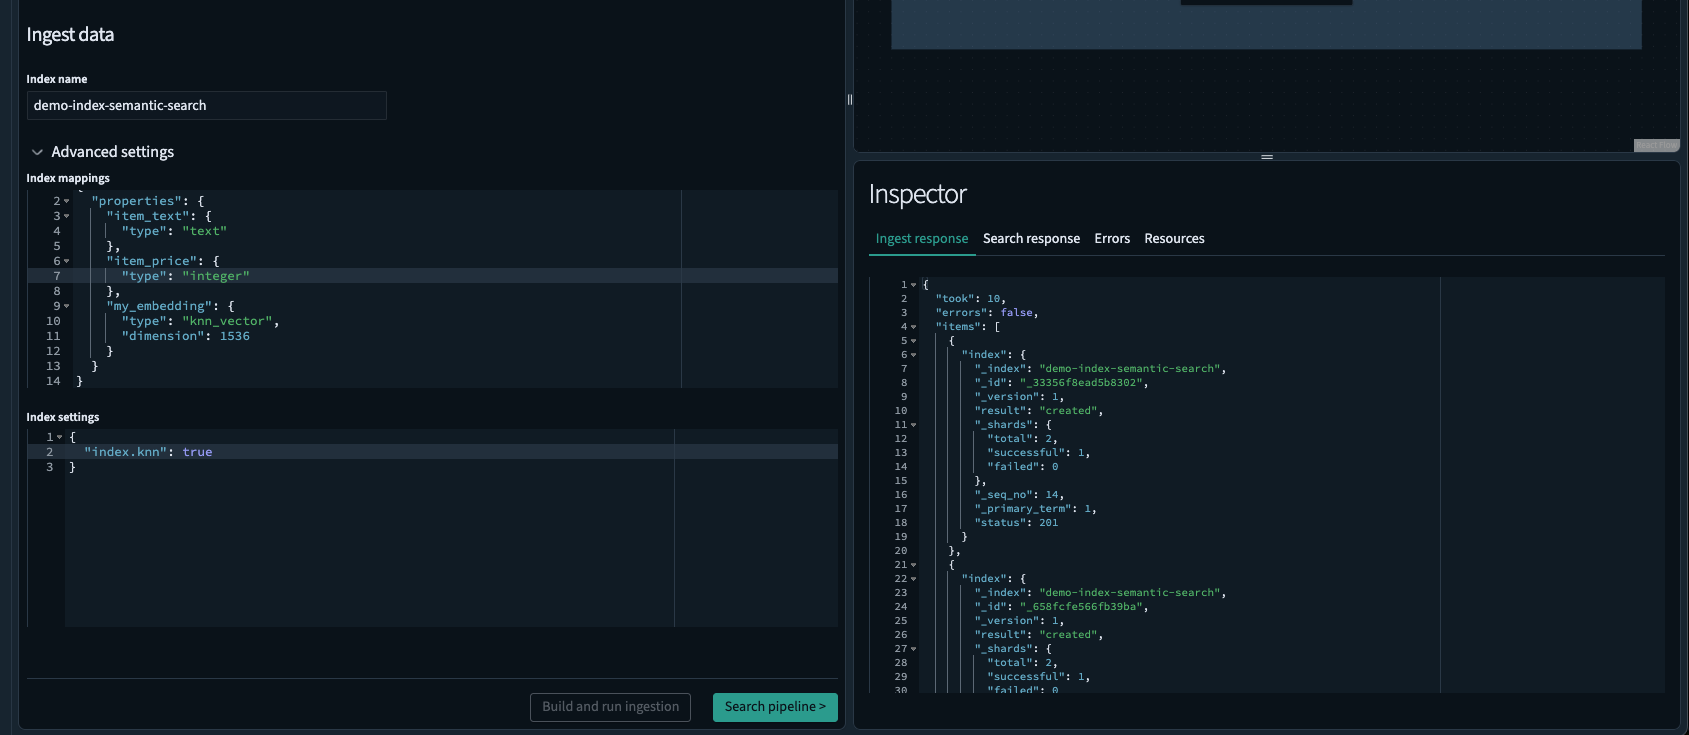 Ingest data
Index name
demo-index-semantic-search
Advanced settings
Index mappings
2 "properties": {
3 "item_text": {
4 "type": "text"
5 },
6 "item_price": {
7 "type": "integer"
8 },
9 "my_embedding": {
10 "type": "knn_vector",
11 "dimension": 1536
12 }
13 }
14 }
Index settings
1 {
2 "index.knn": true
3 }
Build and run ingestion
Search pipeline >
React Flow
Inspector
Ingest response Search response Errors Resources
1 {
2 "took": 10,
3 "errors": false,
4 "items": [
5 {
6 "index": {
7 "_index": "demo-index-semantic-search",
8 "_id": "_33356f8ead5b8302",
9 "_version": 1,
10 "result": "created",
11 "_shards": {
12 "total": 2,
13 "successful": 1,
14 "failed": 0
15 },
16 "_seq_no": 14,
17 "_primary_term": 1,
18 "status": 201
19 }
20 },
21 {
22 "index": {
23 "_index": "demo-index-semantic-search",
24 "_id": "_658fcfe566fb39ba",
25 "_version": 1,
26 "result": "created",
27 "_shards": {
28 "total": 2,
29 "successful": 1,
30 "failed": 0